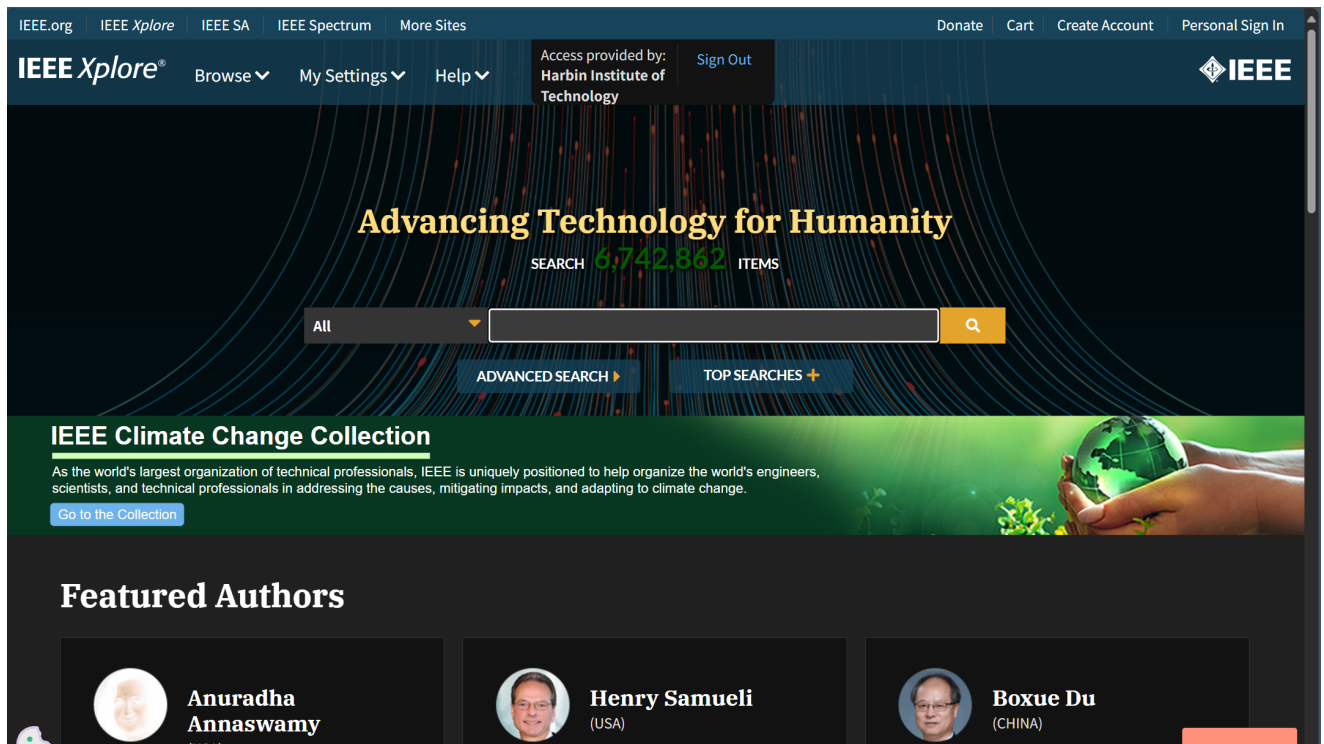 IEEE.org IEEE Xplore IEEE SA IEEE Spectrum More Sites Donate Cart Create Account Personal Sign In
IEEE Xplore® Browse My Settings Help
Access provided by:
Harbin Institute of
Technology
Sign Out
IEEE
Advancing Technology for Humanity
SEARCH 6,742,862 ITEMS
All
ADVANCED SEARCH TOP SEARCHES
IEEE Climate Change Collection
As the world's largest organization of technical professionals, IEEE is uniquely positioned to help organize the world's engineers,
scientists, and technical professionals in addressing the causes, mitigating impacts, and adapting to climate change.
Go to the Collection
Featured Authors
Anuradha
Annaswamy
Henry Samueli
(USA)
Boxue Du
(CHINA)